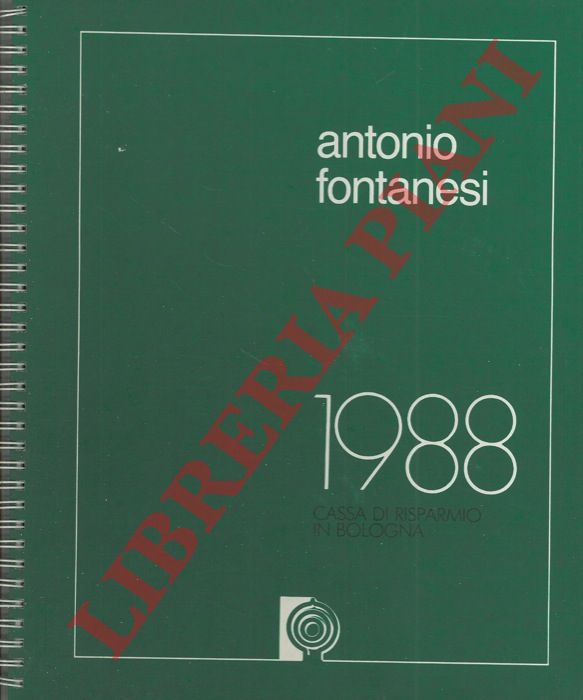 antonio
fontanesi
1988
CASSA DI RISPARMIO
IN BOLOGNA
LIBRERIA PIANI